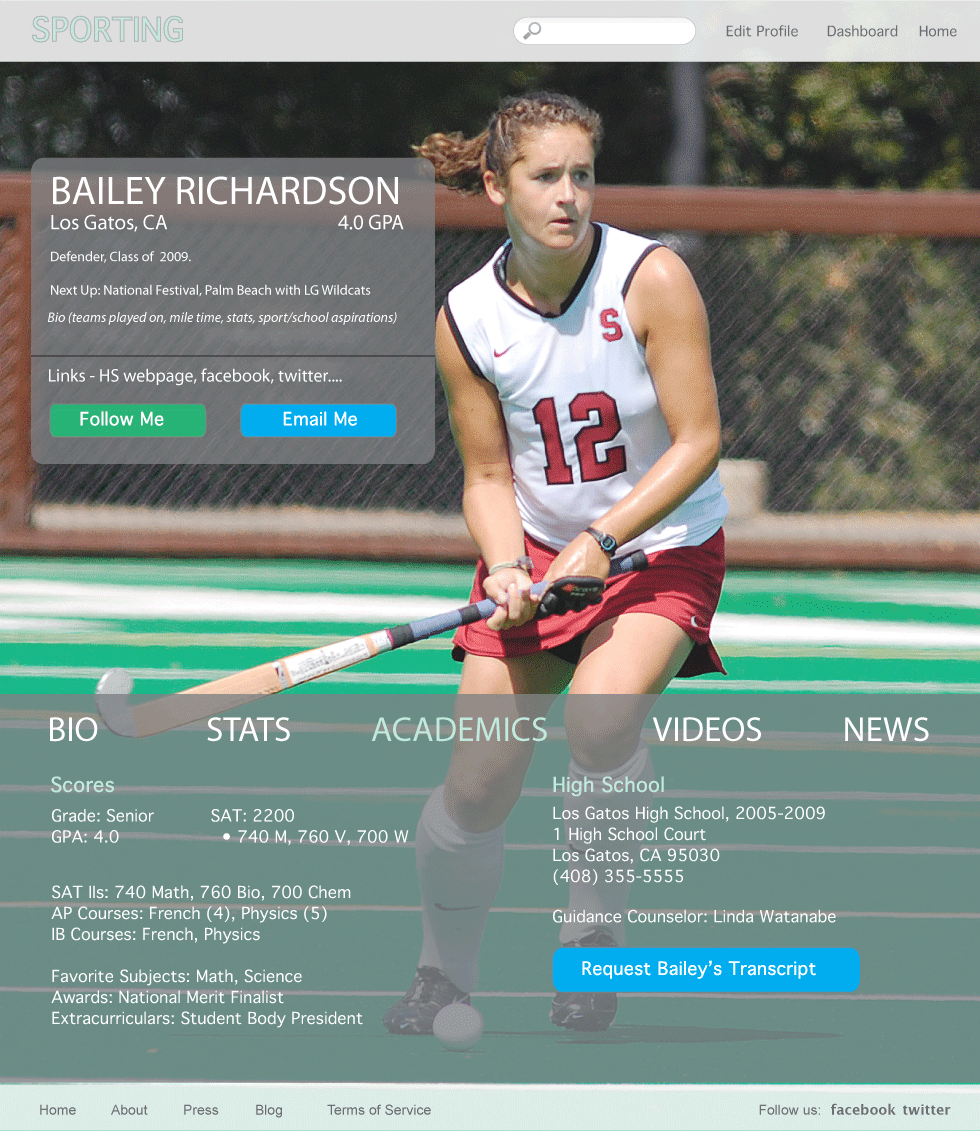 SPORTING
Edit Profile Dashboard Home
BAILEY RICHARDSON
Los Gatos, CA 4.0 GPA
Defender, Class of 2009.
Next Up: National Festival, Palm Beach with LG Wildcats
Bio (teams played on, mile time, stats, sport/school aspirations)
Links - HS webpage, facebook, twitter....
Follow Me Email Me
S
12
BIO STATS ACADEMICS VIDEOS NEWS
Scores
Grade: Senior SAT: 2200
GPA: 4.0 • 740 M, 760 V, 700 W
SAT IIs: 740 Math, 760 Bio, 700 Chem
AP Courses: French (4), Physics (5)
IB Courses: French, Physics
Favorite Subjects: Math, Science
Awards: National Merit Finalist
Extracurriculars: Student Body President
High School
Los Gatos High School, 2005-2009
1 High School Court
Los Gatos, CA 95030
(408) 355-5555
Guidance Counselor: Linda Watanabe
Request Bailey's Transcript
Home About Press Blog Terms of Service
Follow us: facebook twitter